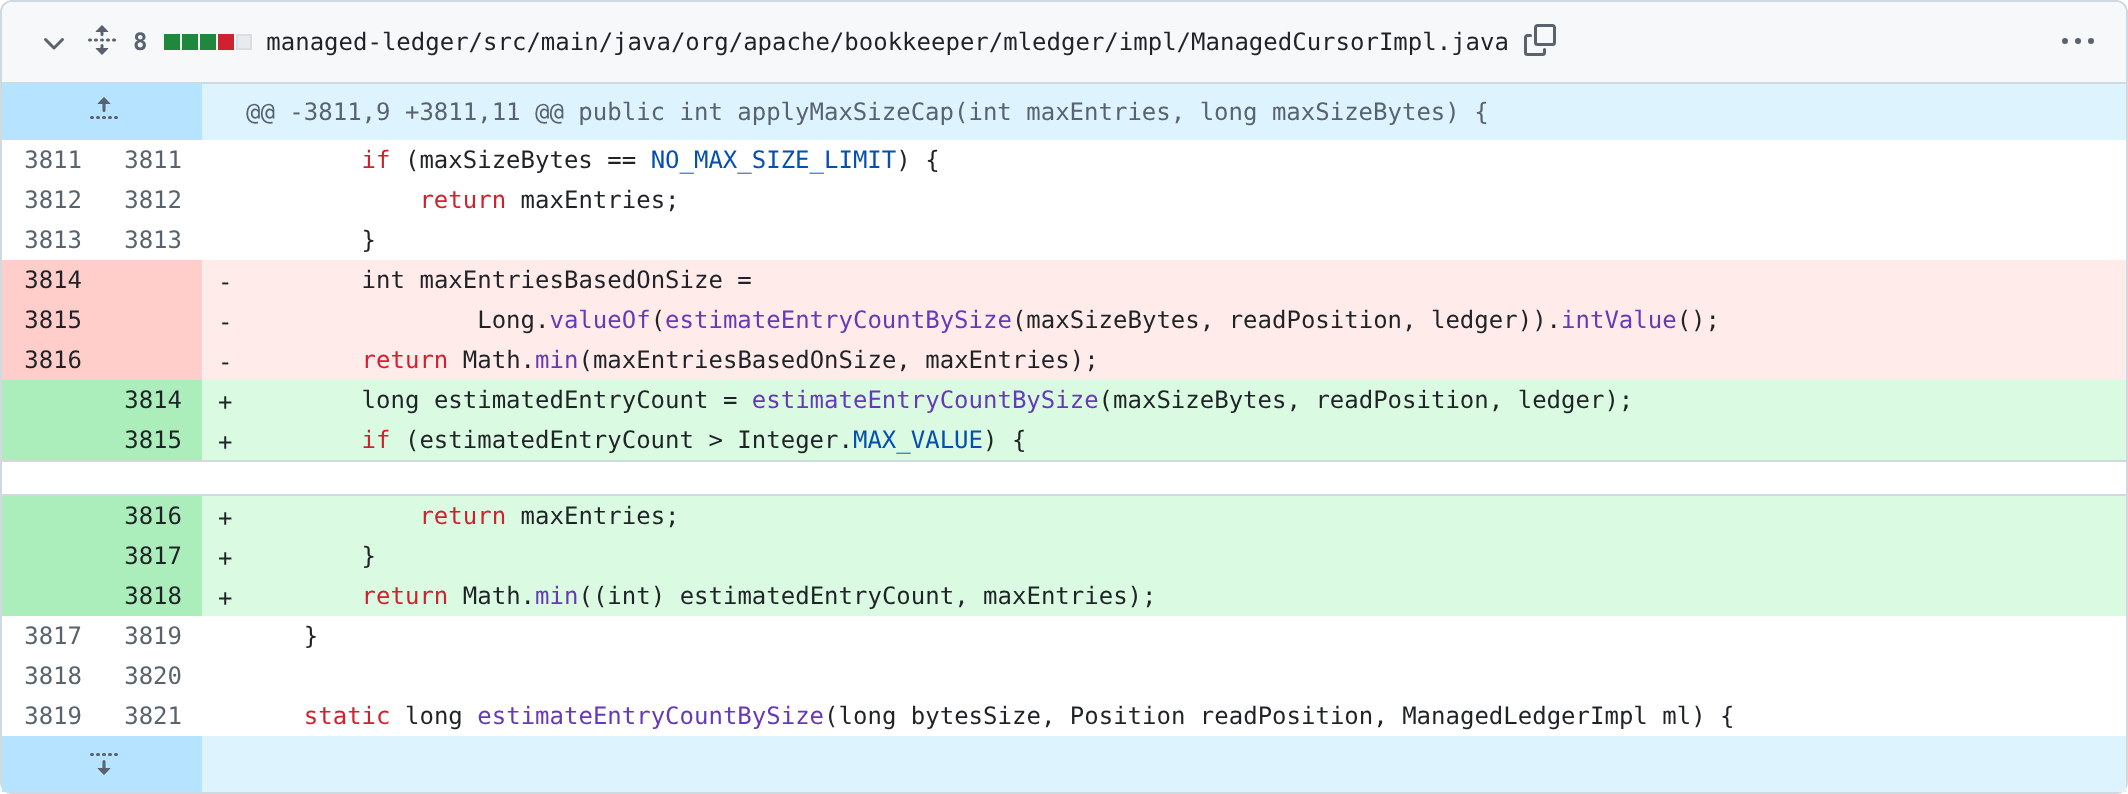 8 managed-ledger/src/main/java/org/apache/bookkeeper/mledger/impl/ManagedCursorImpl.java
@@ -3811,9 +3811,11 @@ public int applyMaxSizeCap(int maxEntries, long maxSizeBytes) {
3811 3811 if (maxSizeBytes == NO_MAX_SIZE_LIMIT) {
3812 3812 return maxEntries;
3813 3813 }
3814 - int maxEntriesBasedOnSize =
3815 - Long.valueOf(estimateEntryCountBySize(maxSizeBytes, readPosition, ledger)).intValue();
3816 - return Math.min(maxEntriesBasedOnSize, maxEntries);
3814 + long estimatedEntryCount = estimateEntryCountBySize(maxSizeBytes, readPosition, ledger);
3815 + if (estimatedEntryCount > Integer.MAX_VALUE) {
3816 + return maxEntries;
3817 + }
3818 + return Math.min((int) estimatedEntryCount, maxEntries);
3817 3819 }
3818 3820
3819 3821 static long estimateEntryCountBySize(long bytesSize, Position readPosition, ManagedLedgerImpl ml) {